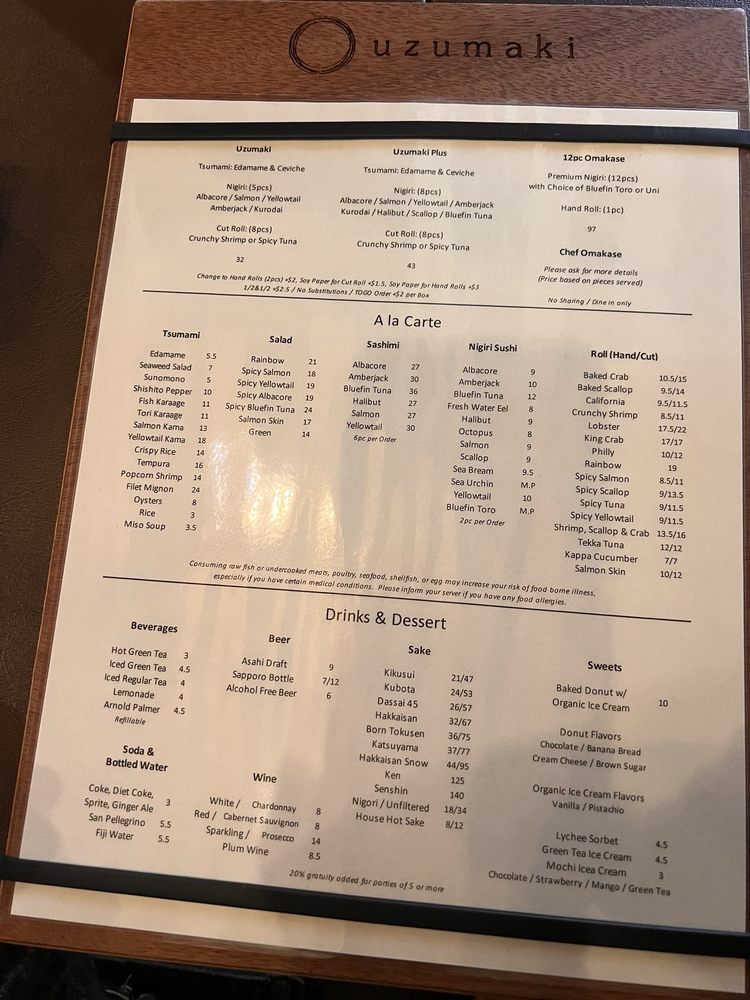 uzumaki
Uzumaki
Tsumami: Edamame & Ceviche
Nigiri: (5pcs)
Albacore / Salmon / Yellowtail
Amberjack / Kurodai
Cut Roll: (8pcs)
Crunchy Shrimp or Spicy Tuna
32
Uzumaki Plus
Tsumami: Edamame & Ceviche
Nigiri: (8pcs)
Albacore / Salmon / Yellowtail / Amberjack
Kurodai / Halibut / Scallop / Bluefin Tuna
Cut Roll: (8pcs)
Crunchy Shrimp or Spicy Tuna
43
12pc Omakase
Premium Nigiri: (12pcs)
with Choice of Bluefin Toro or Uni
Hand Roll: (1pc)
97
Chef Omakase
Please ask for more details
(Price based on pieces served)
No Sharing / Dine in only
Change to Hand Rolls (2pcs) +$2, Soy Paper for Cut Roll +$1.5, Soy Paper for Hand Rolls +$3
1/2&1/2 +$2.5 / No Substitutions / TOGO Order +$2 per Box
A la Carte
Tsumami
Edamame 5.5
Seaweed Salad 7
Sunomono 5
Shishito Pepper 10
Fish Karaage 11
Tori Karaage 11
Salmon Kama 13
Yellowtail Kama 18
Crispy Rice 14
Tempura 16
Popcorn Shrimp 14
Filet Mignon 24
Oysters 8
Rice 3
Miso Soup 3.5
Salad
Rainbow 21
Spicy Salmon 18
Spicy Yellowtail 19
Spicy Albacore 19
Spicy Bluefin Tuna 24
Salmon Skin 17
Green 14
Sashimi
Albacore 27
Amberjack 30
Bluefin Tuna 36
Halibut 27
Salmon 27
Yellowtail 30
6pc per Order
Nigiri Sushi
Albacore 9
Amberjack 10
Bluefin Tuna 12
Fresh Water Eel 8
Halibut 9
Octopus 8
Salmon 9
Scallop 9
Sea Bream 9.5
Sea Urchin M.P
Yellowtail 10
Bluefin Toro M.P
2pc per Order
Roll (Hand/Cut)
Baked Crab 10.5/15
Baked Scallop 9.5/14
California 9.5/11.5
Crunchy Shrimp 8.5/11
Lobster 17.5/22
King Crab 17/17
Philly 10/12
Rainbow 19
Spicy Salmon 8.5/11
Spicy Scallop 9/13.5
Spicy Tuna 9/11.5
Spicy Yellowtail 9/11.5
Shrimp, Scallop & Crab 13.5/16
Tekka Tuna 12/12
Kappa Cucumber 7/7
Salmon Skin 10/12
Consuming raw fish or undercooked meats, poultry, seafood, shellfish, or egg may increase your risk of food borne illness,
especially if you have certain medical conditions. Please inform your server if you have any food allergies.
Drinks & Dessert
Beverages
Hot Green Tea 3
Iced Green Tea 4.5
Iced Regular Tea 4
Lemonade 4
Arnold Palmer 4.5
Refillable
Soda &
Bottled Water
Coke, Diet Coke,
Sprite, Ginger Ale 3
San Pellegrino 5.5
Fiji Water 5.5
Beer
Asahi Draft 9
Sapporo Bottle 7/12
Alcohol Free Beer 6
Wine
White / Chardonnay 8
Red / Cabernet Sauvignon 8
Sparkling / Prosecco 14
Plum Wine 8.5
Sake
Kikusui 21/47
Kubota 24/53
Dassai 45 26/57
Hakkaisan 32/67
Born Tokusen 36/75
Katsuyama 37/77
Hakkaisan Snow 44/95
Ken 125
Senshin 140
Nigori / Unfiltered 18/34
House Hot Sake 8/12
Sweets
Baked Donut w/
Organic Ice Cream 10
Donut Flavors
Chocolate / Banana Bread
Cream Cheese / Brown Sugar
Organic Ice Cream Flavors
Vanilla / Pistachio
Lychee Sorbet 4.5
Green Tea Ice Cream 4.5
Mochi Icea Cream 3
Chocolate / Strawberry / Mango / Green Tea
20% gratuity added for parties of 5 or more